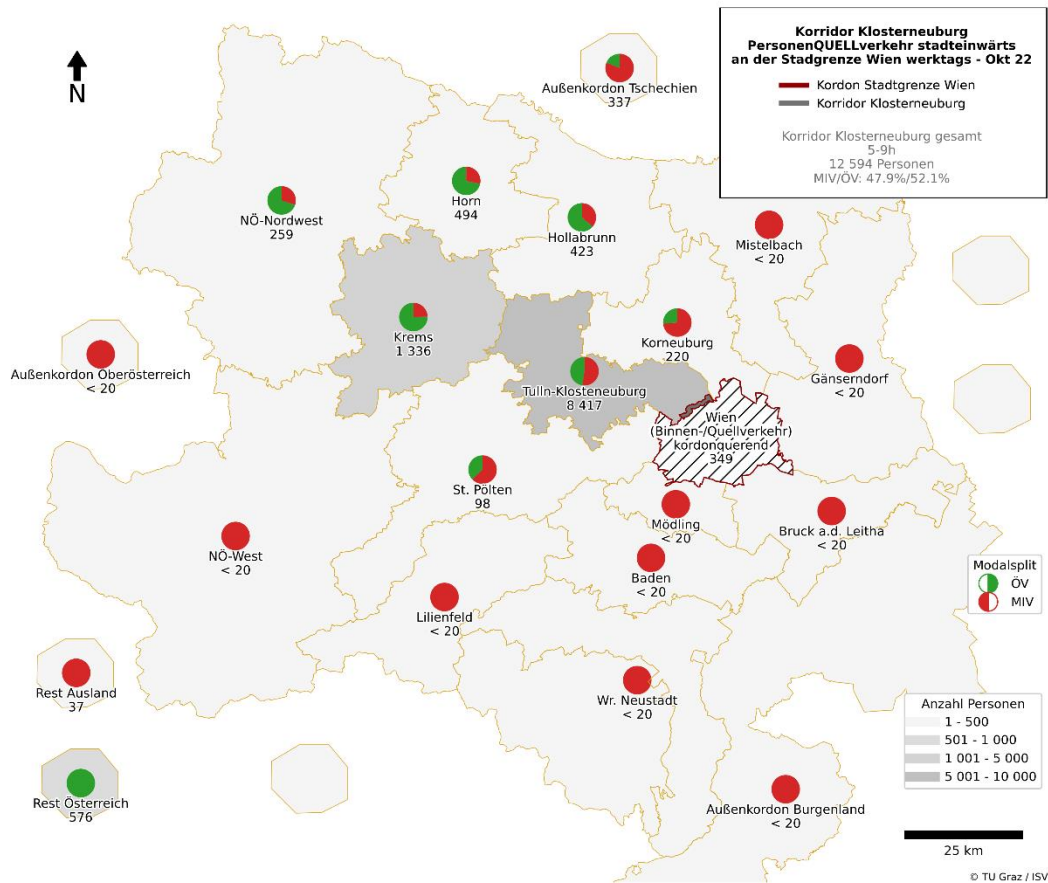 Korridor Klosterneuburg
PersonenQUELLverkehr stadteinwärts
an der Stadgrenze Wien werktags - Okt 22
Kordon Stadtgrenze Wien
Korridor Klosterneuburg
Korridor Klosterneuburg gesamt
5-9h
12 594 Personen
MIV/ÖV: 47.9%/52.1%
N
Außenkordon Tschechien
337
Horn
494
NÖ-Nordwest
259
Hollabrunn
423
Mistelbach
< 20
Krems
1 336
Korneuburg
220
Außenkordon Oberösterreich
< 20
Gänserndorf
< 20
Tulln-Klosteneuburg
8 417
Wien
(Binnen-/Quellverkehr)
kordonquerend
349
St. Pölten
98
Mödling
< 20
Bruck a.d. Leitha
< 20
NÖ-West
< 20
Baden
< 20
Modalsplit
ÖV
MIV
Lilienfeld
< 20
Rest Ausland
37
Wr. Neustadt
< 20
Anzahl Personen
1 - 500
501 - 1 000
1 001 - 5 000
5 001 - 10 000
Rest Österreich
576
Außenkordon Burgenland
< 20
25 km
© TU Graz / ISV